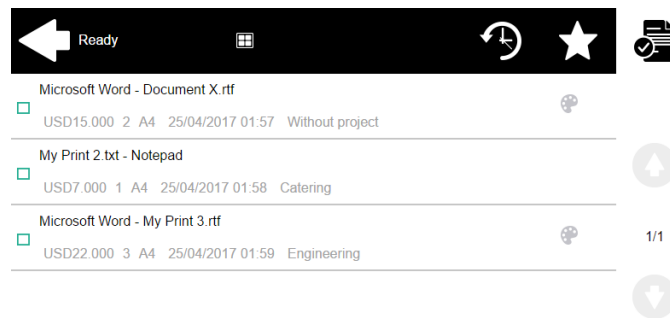 Ready
Microsoft Word - Document X.rtf
USD15.000 2 A4 25/04/2017 01:57 Without project
My Print 2.txt - Notepad
USD7.000 1 A4 25/04/2017 01:58 Catering
Microsoft Word - My Print 3.rtf
USD22.000 3 A4 25/04/2017 01:59 Engineering
1/1